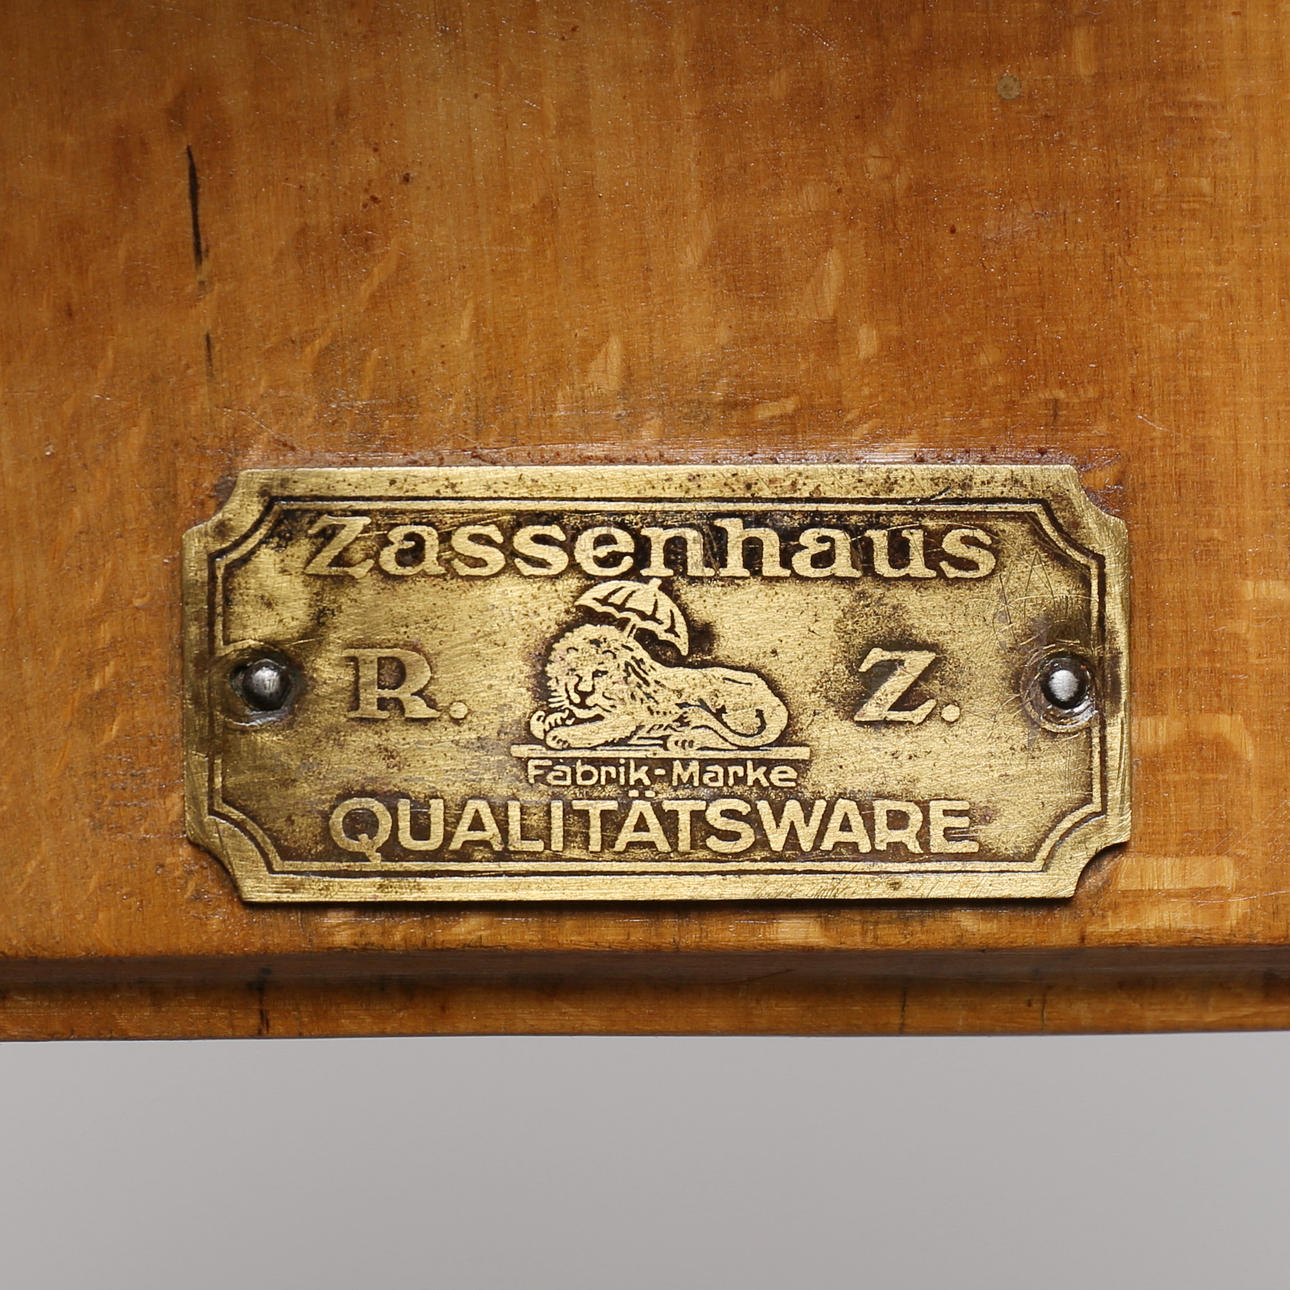 Zassenhaus
R. Z.
Fabrik-Marke
QUALITÄTSWARE